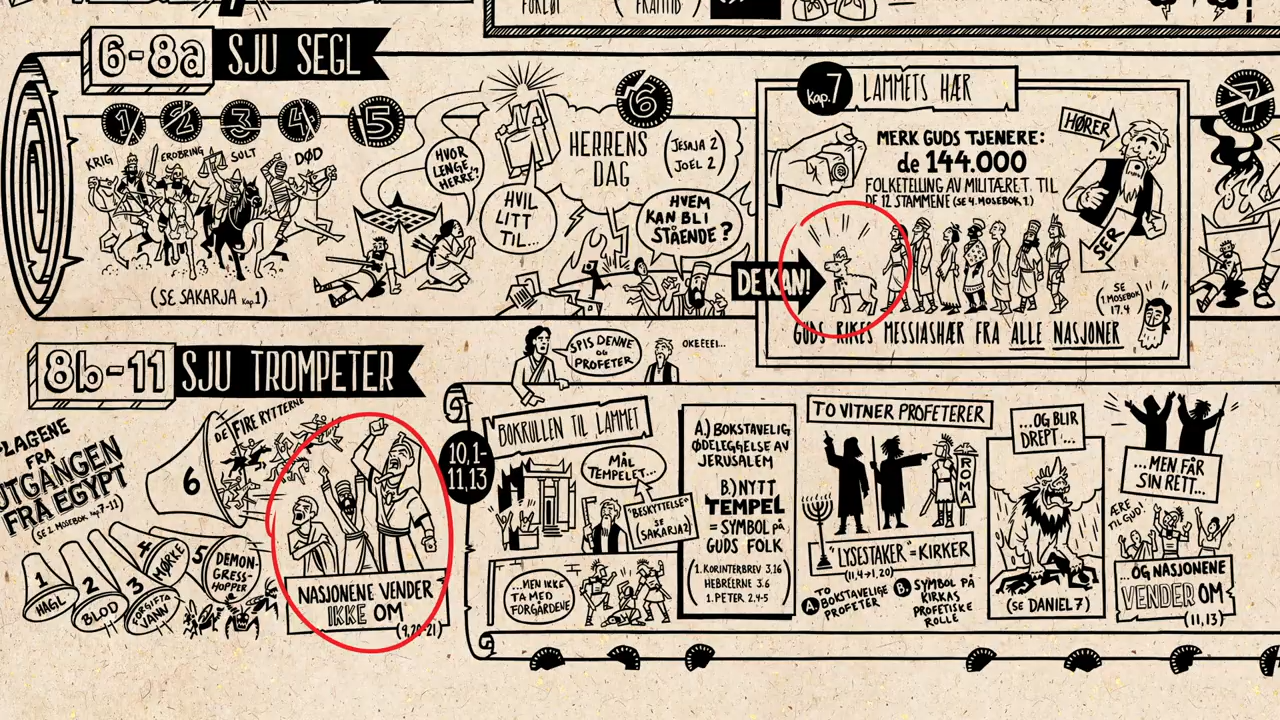 FORLØP
FRAMTID
6-8a SJU SEGL
1
2
3
4
5
KRIG
EROBRING
SULT
DØD
(SE SAKARJA Kap.1)
HVOR
LENGE,
HERRE?
HVIL
LITT
TIL...
6
HERRENS
DAG
(JESAJA 2
JOEL 2)
HVEM
KAN BLI
STÅENDE?
DE KAN!
Kap. 7 LAMMETS HÆR
MERK GUDS TJENERE:
de 144.000
FOLKETELLING AV MILITÆRET TIL
DE 12 STAMMENE (SE 4. MOSEBOK 1.)
HØRER
SER
SE
1 MOSEBOK
17.4
GUDS RIKES MESSIASHÆR FRA ALLE NASJONER
7
8b-11 SJU TROMPETER
PLAGENE
FRA
UTGANGEN
FRA EGYPT
(SE 2. MOSEBOK Kap. 7-11)
DE FIRE RYTTERNE
6
1
HAGL
2
BLOD
3
FORGIFTA
VANN
4
MØRKE
5
DEMON-
GRESS-
HOPPER
NASJONENE VENDER
IKKE OM
(9,20-21)
SPIS DENNE
OG
PROFETER
OKEEEI...
10,1-
11,13
BOKRULLEN TIL LAMMET
MÅL
TEMPELET...
"BESKYTTELSE"
SE
(SAKARJA 2)
...MEN IKKE
TA MED
FORGÅRDENE
A.) BOKSTAVELIG
ØDELEGGELSE AV
JERUSALEM
B.) NYTT
TEMPEL
= SYMBOL PÅ
GUDS FOLK
(1. KORINTERBREV 3.16
HEBREERNE 3.6
1. PETER 2.4-5)
TO VITNER PROFETERER
ROMA
"LYSESTAKER" = KIRKER
(11,4 → 1,20)
A TO
BOKSTAVELIGE
PROFETER
B SYMBOL PÅ
KIRKAS
PROFETISKE
ROLLE
...OG BLIR
DREPT...
(SE DANIEL 7)
...MEN FÅR
SIN RETT...
ÆRE
TIL GUD!
...OG NASJONENE
VENDER OM
(11,13)